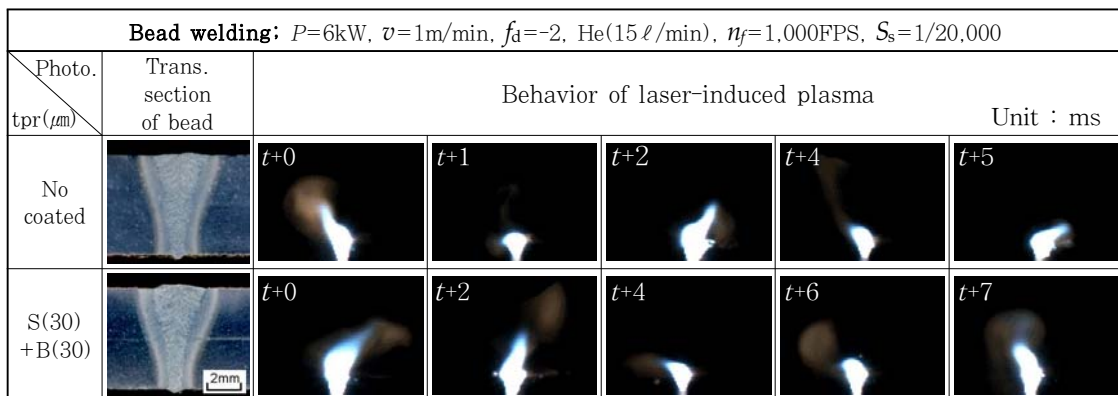 Bead welding; P=6kW, v=1m/min, fd=-2, He(15ℓ/min), nf=1,000FPS, Ss=1/20,000
Photo.
tpr(㎛)
Trans.
section
of bead
Behavior of laser-induced plasma
Unit : ms
No
coated
t+0
t+1
t+2
t+4
t+5
S(30)
+B(30)
2mm
t+0
t+2
t+4
t+6
t+7